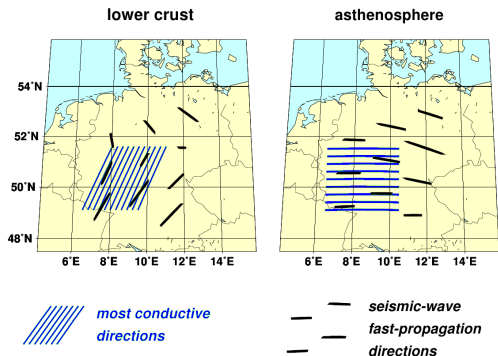 lower crust
asthenosphere
54°N
52°N
50°N
48°N
6°E 8°E 10°E 12°E 14°E
6°E 8°E 10°E 12°E 14°E
most conductive
directions
seismic-wave
fast-propagation
directions